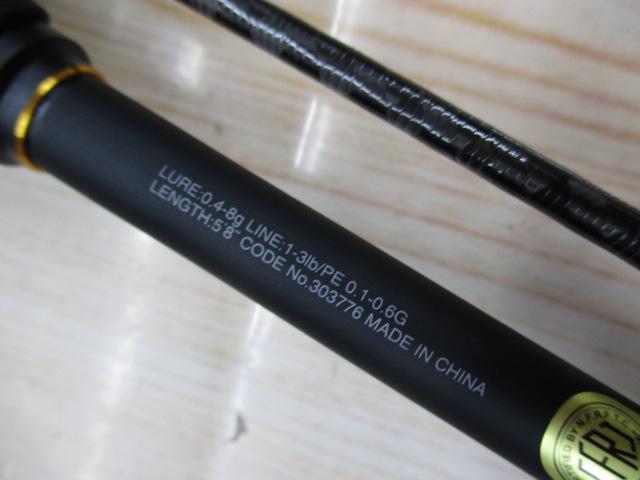 LURE:0.4-8g LINE:1-3lb/PE 0.1-0.6G
LENGTH:5'8" CODE No.303776 MADE IN CHINA